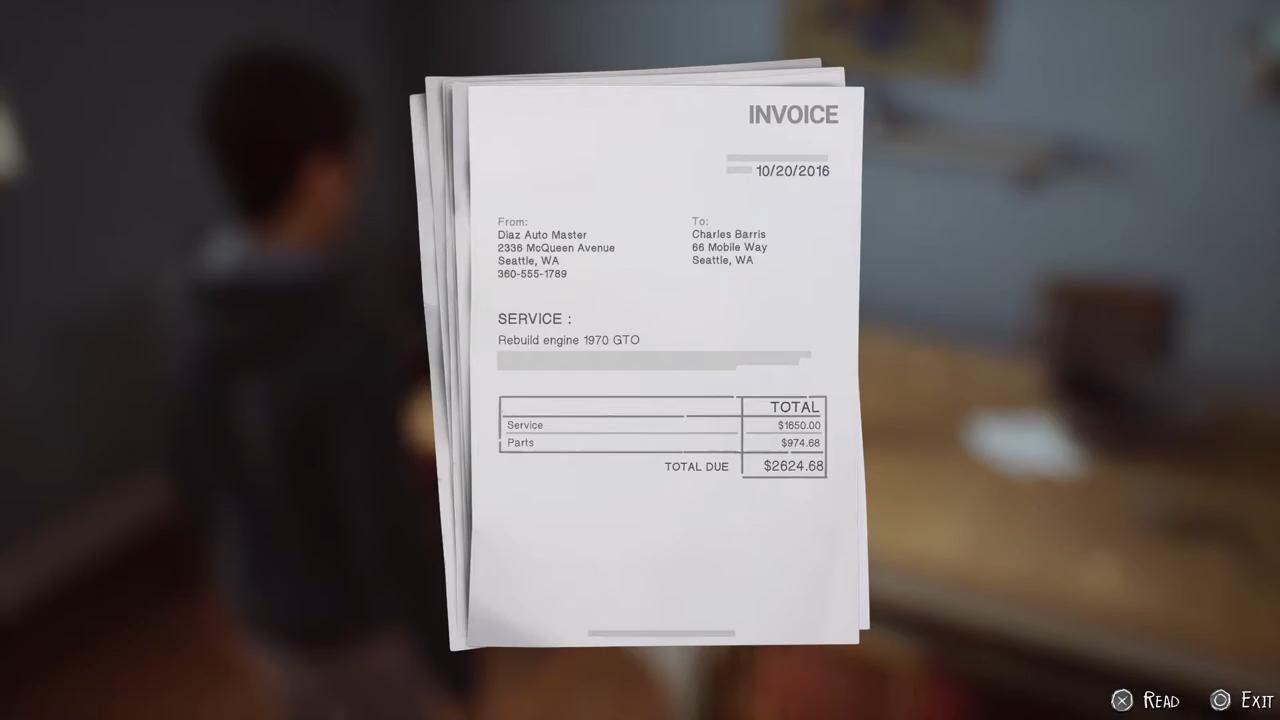 INVOICE
10/20/2016
From:
Diaz Auto Master
2336 McQueen Avenue
Seattle, WA
360-555-1789
To:
Charles Barris
66 Mobile Way
Seattle, WA
SERVICE :
Rebuild engine 1970 GTO
TOTAL
Service $1650.00
Parts $974.68
TOTAL DUE $2624.68
READ EXIT